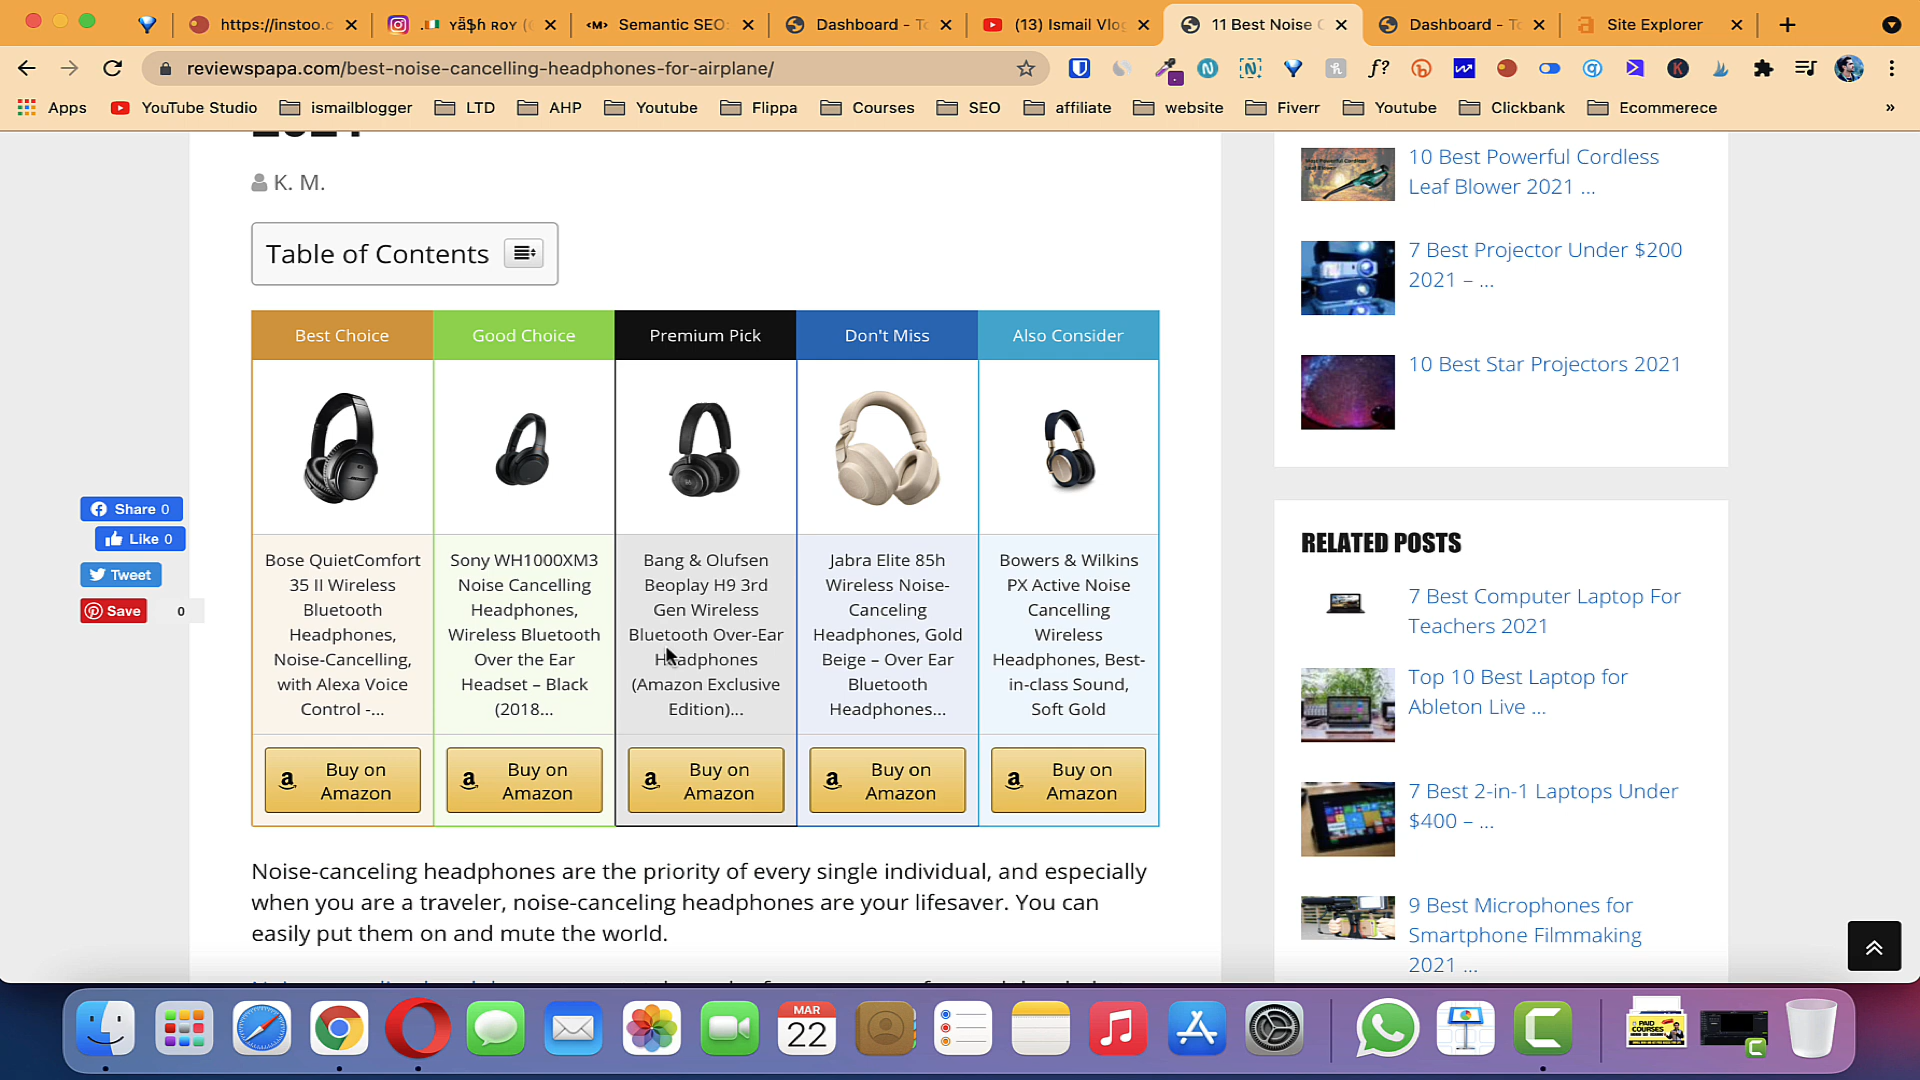 https://instoo.c
Semantic SEO:
Dashboard - To
(13) Ismail Vlog
11 Best Noise C
Dashboard - To
Site Explorer
reviewspapa.com/best-noise-cancelling-headphones-for-airplane/
f?
Apps
YouTube Studio
ismailblogger
LTD
AHP
Youtube
Flippa
Courses
SEO
affiliate
website
Fiverr
Youtube
Clickbank
Ecommerece
»
2021
K. M.
Table of Contents
Best Choice
Good Choice
Premium Pick
Don't Miss
Also Consider
Bose QuietComfort
35 II Wireless
Bluetooth
Headphones,
Noise-Cancelling,
with Alexa Voice
Control -...
Sony WH1000XM3
Noise Cancelling
Headphones,
Wireless Bluetooth
Over the Ear
Headset – Black
(2018...
Bang & Olufsen
Beoplay H9 3rd
Gen Wireless
Bluetooth Over-Ear
Headphones
(Amazon Exclusive
Edition)...
Jabra Elite 85h
Wireless Noise-
Canceling
Headphones, Gold
Beige – Over Ear
Bluetooth
Headphones...
Bowers & Wilkins
PX Active Noise
Cancelling
Wireless
Headphones, Best-
in-class Sound,
Soft Gold
Buy on
Amazon
Buy on
Amazon
Buy on
Amazon
Buy on
Amazon
Buy on
Amazon
Share 0
Like 0
Tweet
Save
0
Noise-canceling headphones are the priority of every single individual, and especially
when you are a traveler, noise-canceling headphones are your lifesaver. You can
easily put them on and mute the world.
10 Best Powerful Cordless
Leaf Blower 2021 ...
7 Best Projector Under $200
2021 – ...
10 Best Star Projectors 2021
RELATED POSTS
7 Best Computer Laptop For
Teachers 2021
Top 10 Best Laptop for
Ableton Live ...
7 Best 2-in-1 Laptops Under
$400 – ...
9 Best Microphones for
Smartphone Filmmaking
2021 ...
MAR
22
PAID
COURSES